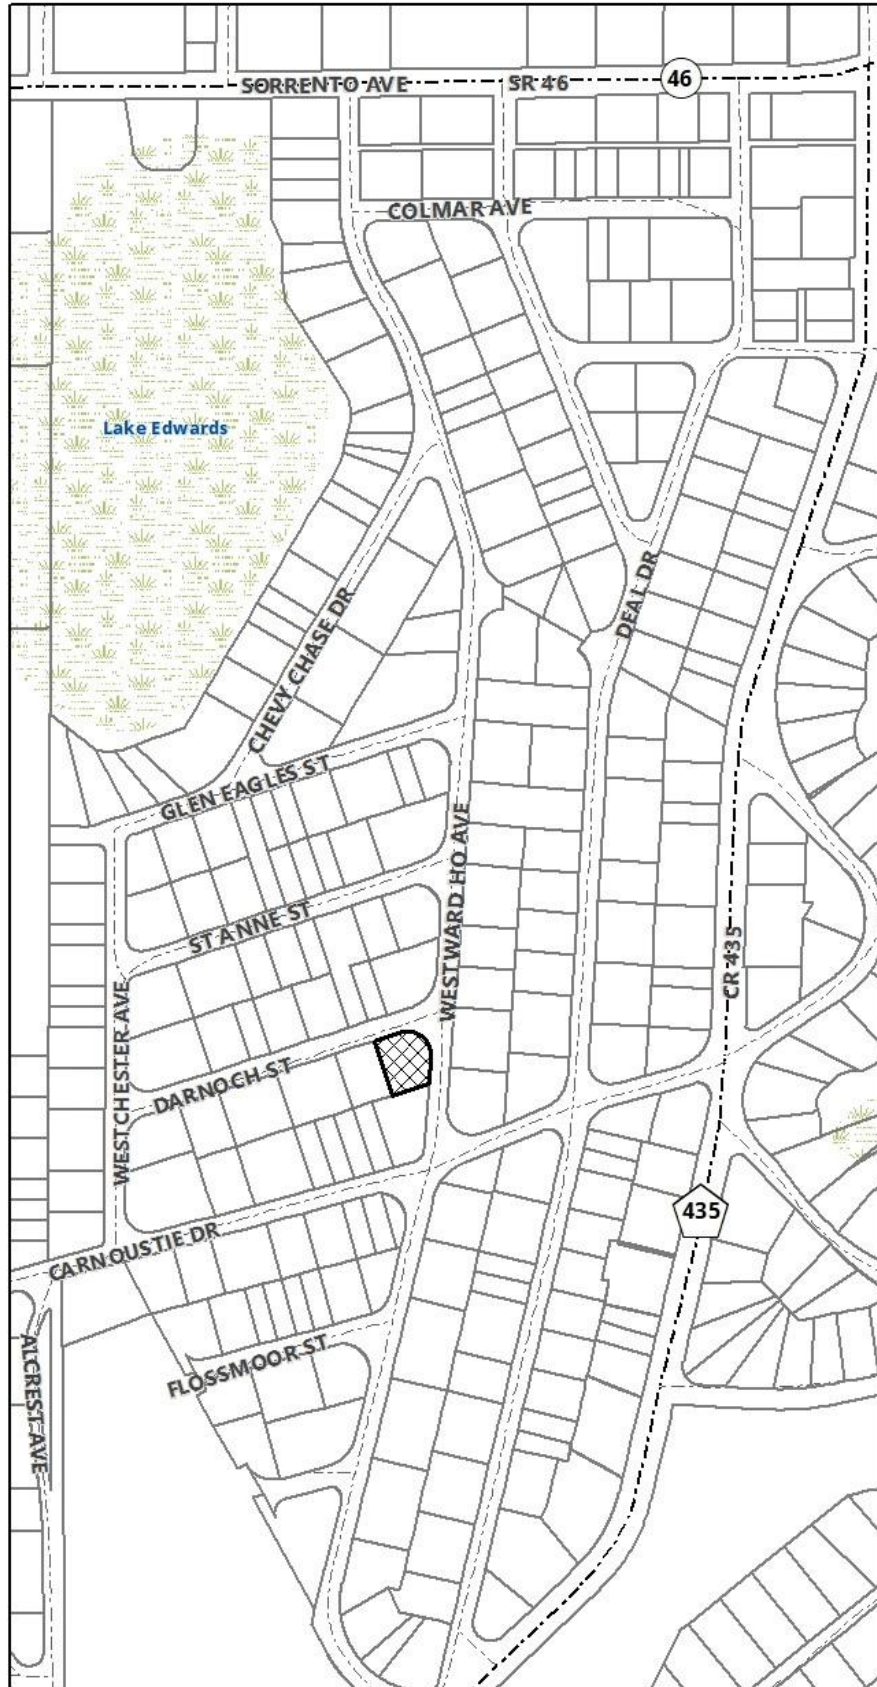 SORRENTO AVE
SR 46
46
COLMAR AVE
Lake Edwards
DEAL DR
CHEVY CHASE DR
GLEN EAGLES ST
WESTWARD HO AVE
ST ANNE ST
CR 435
WESTCHESTER AVE
DARNOCH ST
435
CARNOUSTIE DR
FLOSSMOOR ST
ALCREST AVE